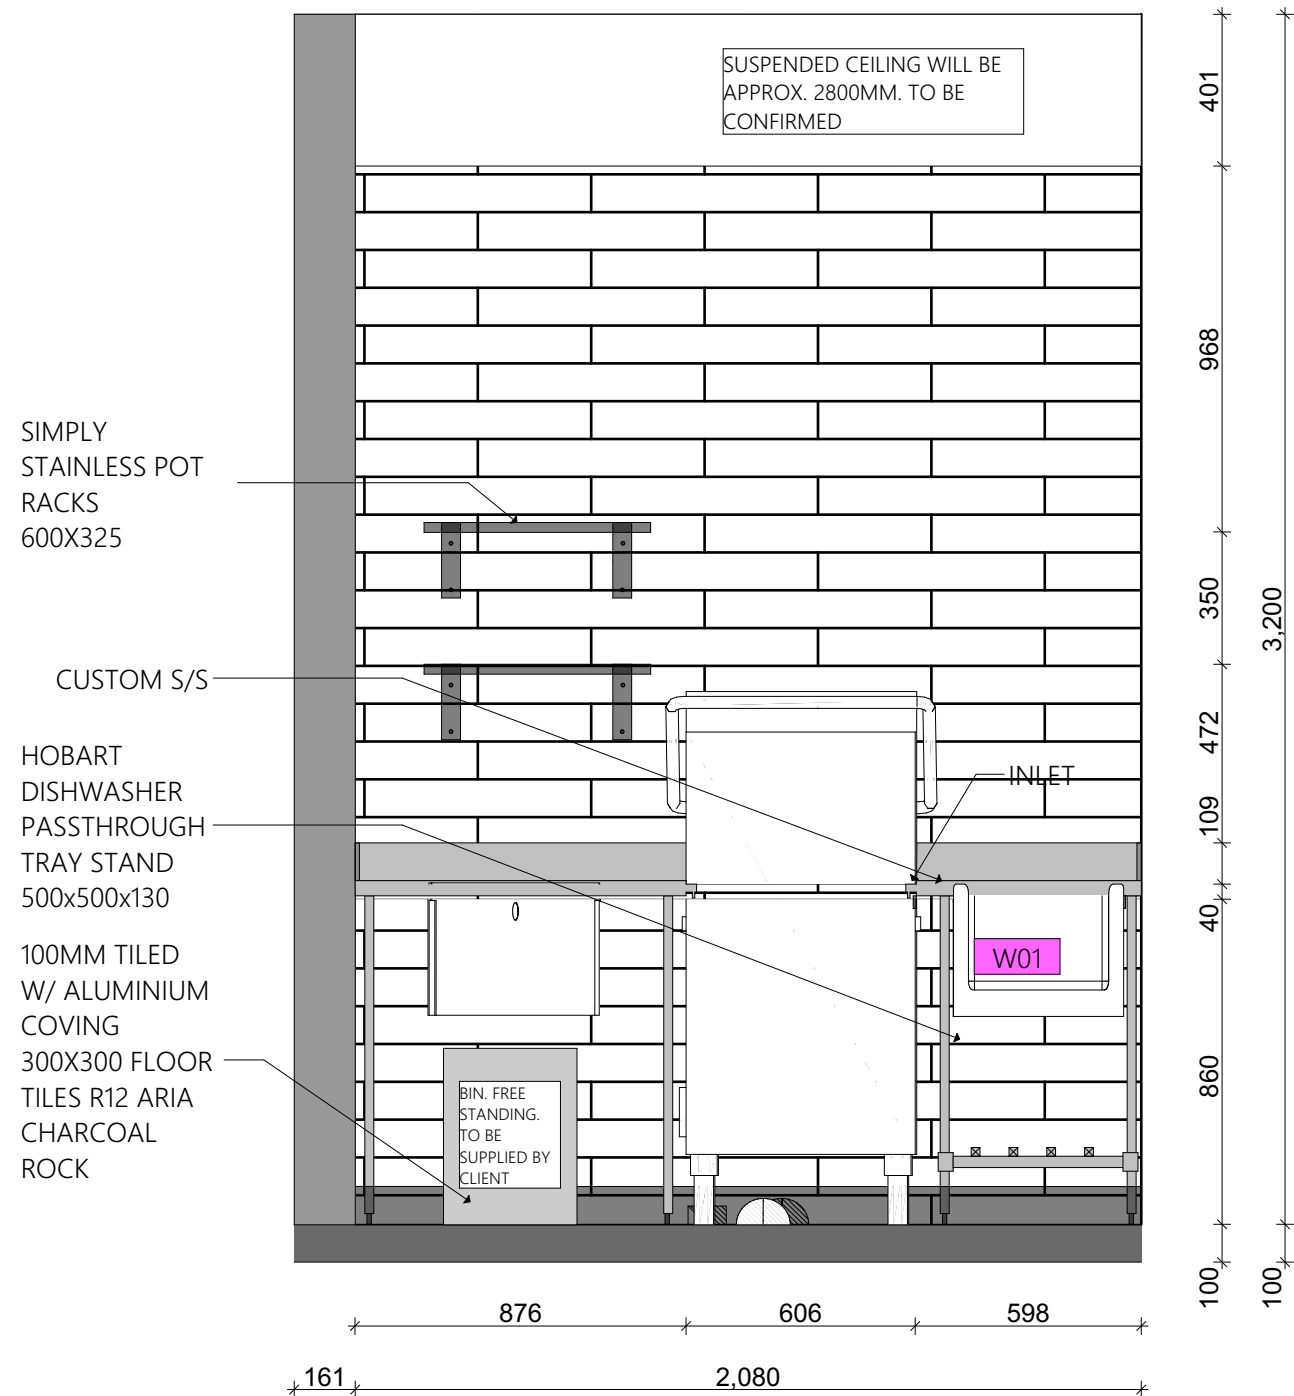 SUSPENDED CEILING WILL BE
APPROX. 2800MM. TO BE
CONFIRMED
401
968
SIMPLY
STAINLESS POT
RACKS
600X325
350
3,200
CUSTOM S/S
472
HOBART
DISHWASHER
PASSTHROUGH
TRAY STAND
500x500x130
INLET
109
40
100MM TILED
W/ ALUMINIUM
COVING
300X300 FLOOR
TILES R12 ARIA
CHARCOAL
ROCK
W01
860
BIN. FREE
STANDING.
TO BE
SUPPLIED BY
CLIENT
100
100
876
606
598
161
2,080